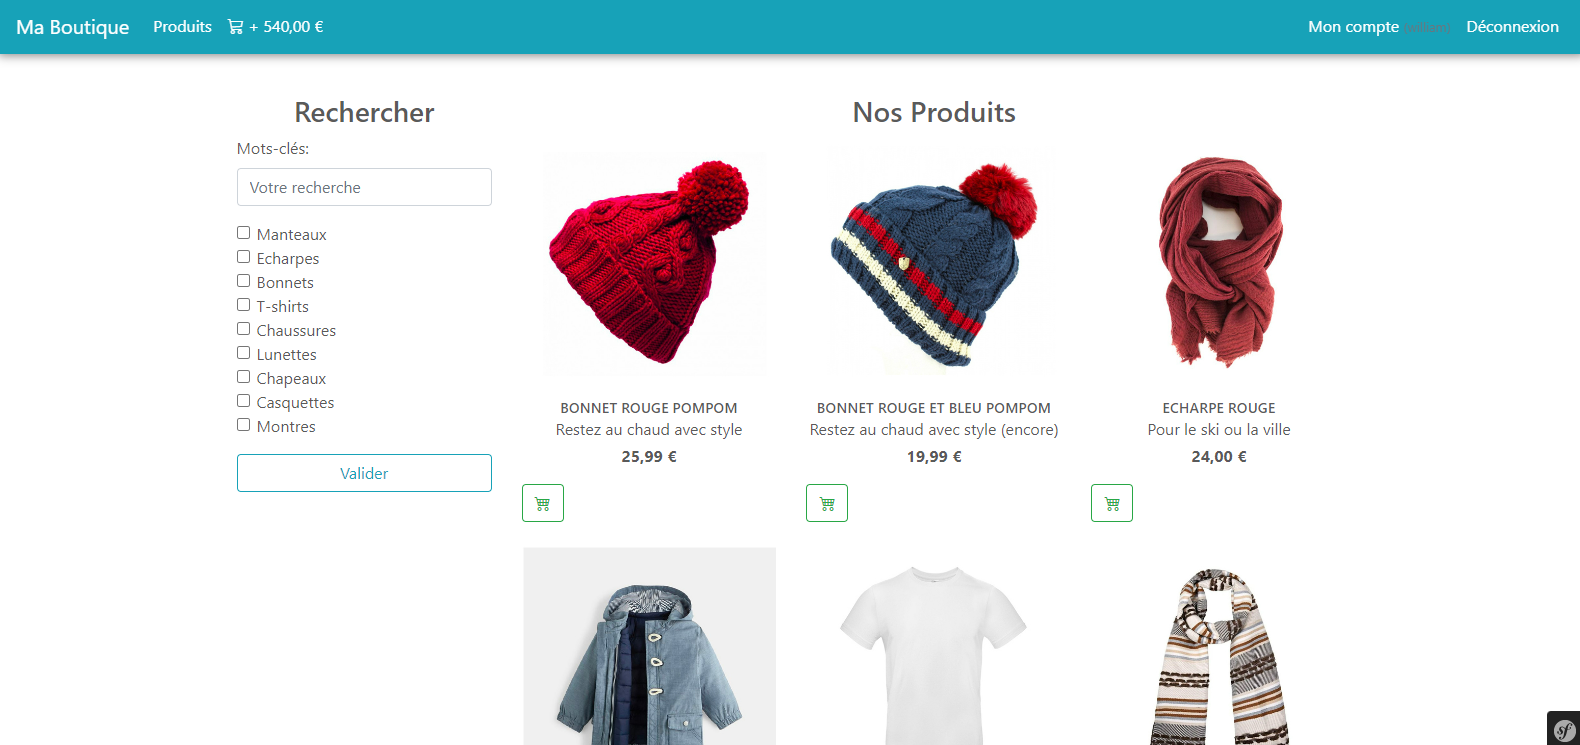 Ma Boutique Produits + 540,00 € Mon compte Déconnexion
Rechercher
Mots-clés:
Votre recherche
Manteaux
Echarpes
Bonnets
T-shirts
Chaussures
Lunettes
Chapeaux
Casquettes
Montres
Valider
Nos Produits
BONNET ROUGE POMPOM
Restez au chaud avec style
25,99 €
BONNET ROUGE ET BLEU POMPOM
Restez au chaud avec style (encore)
19,99 €
ECHARPE ROUGE
Pour le ski ou la ville
24,00 €
sf